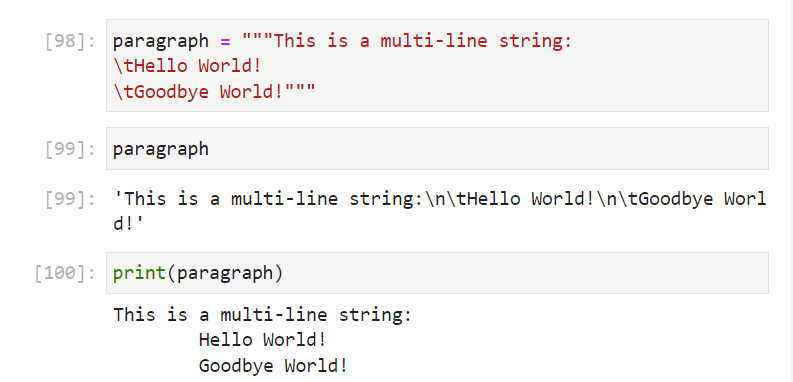 [98]: paragraph = """This is a multi-line string:
\tHello World!
\tGoodbye World!"""
[99]: paragraph
[99]: 'This is a multi-line string:\n\tHello World!\n\tGoodbye Worl
d!'
[100]: print(paragraph)
This is a multi-line string:
        Hello World!
        Goodbye World!